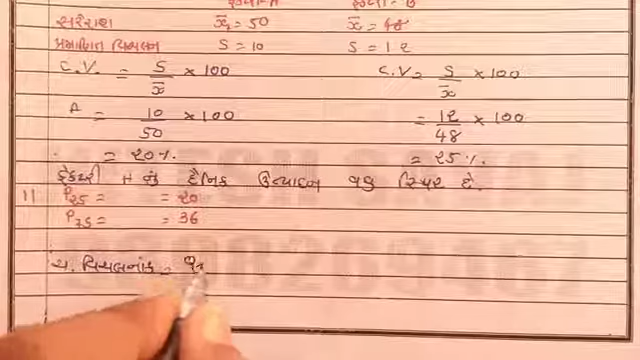 સરેરાશ x̄ = 50 x̄ = 48
પ્રમાણિત વિચલન S = 10 S = 12
C.V. = S/x̄ × 100 C.V = S/x̄ × 100
A = 10/50 × 100 = 12/48 × 100
= 20%. = 25%.
ફેક્ટરી A નું દૈનિક ઉત્પાદન વધુ સ્થિર છે.
11 P25 = = 20
P75 = = 36
ચ. વિચલનાંક =